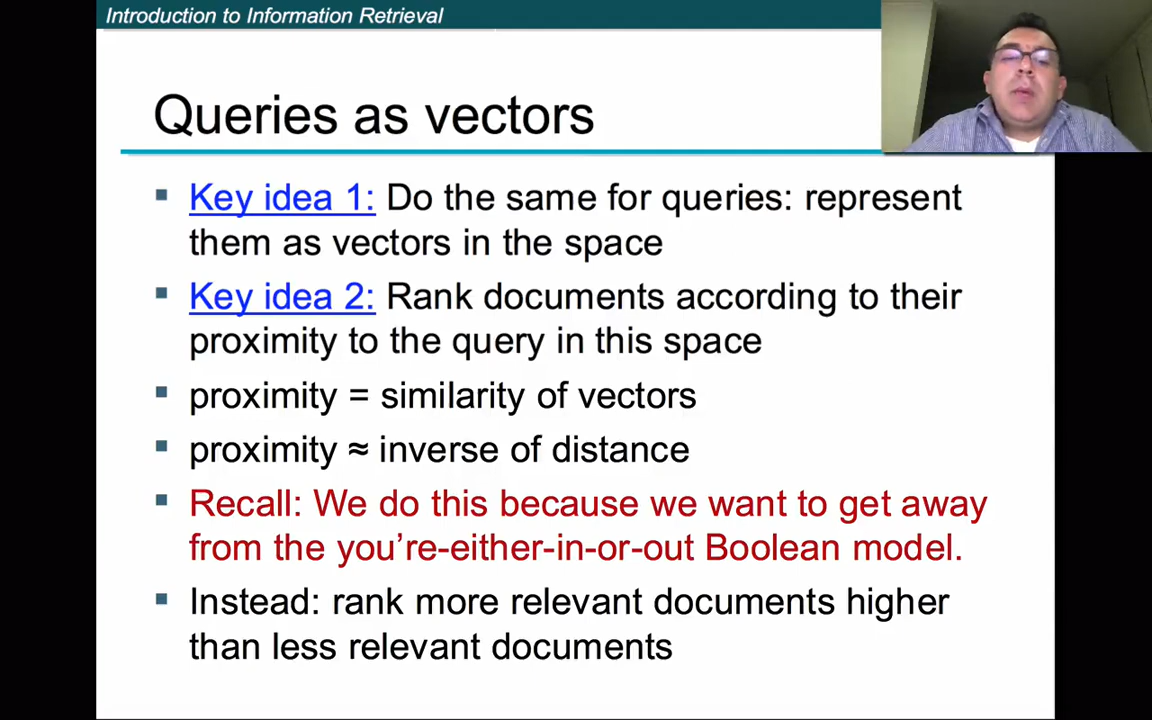 Introduction to Information Retrieval
Queries as vectors
▪ Key idea 1: Do the same for queries: represent
them as vectors in the space
▪ Key idea 2: Rank documents according to their
proximity to the query in this space
▪ proximity = similarity of vectors
▪ proximity ≈ inverse of distance
▪ Recall: We do this because we want to get away
from the you’re-either-in-or-out Boolean model.
▪ Instead: rank more relevant documents higher
than less relevant documents